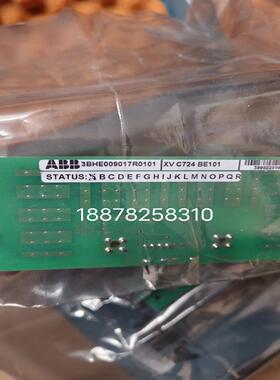 ABB 3BHE009017R0101 XV C724 BE101
STATUS: B C D E F G H I J K L M N O P Q R
18878258310